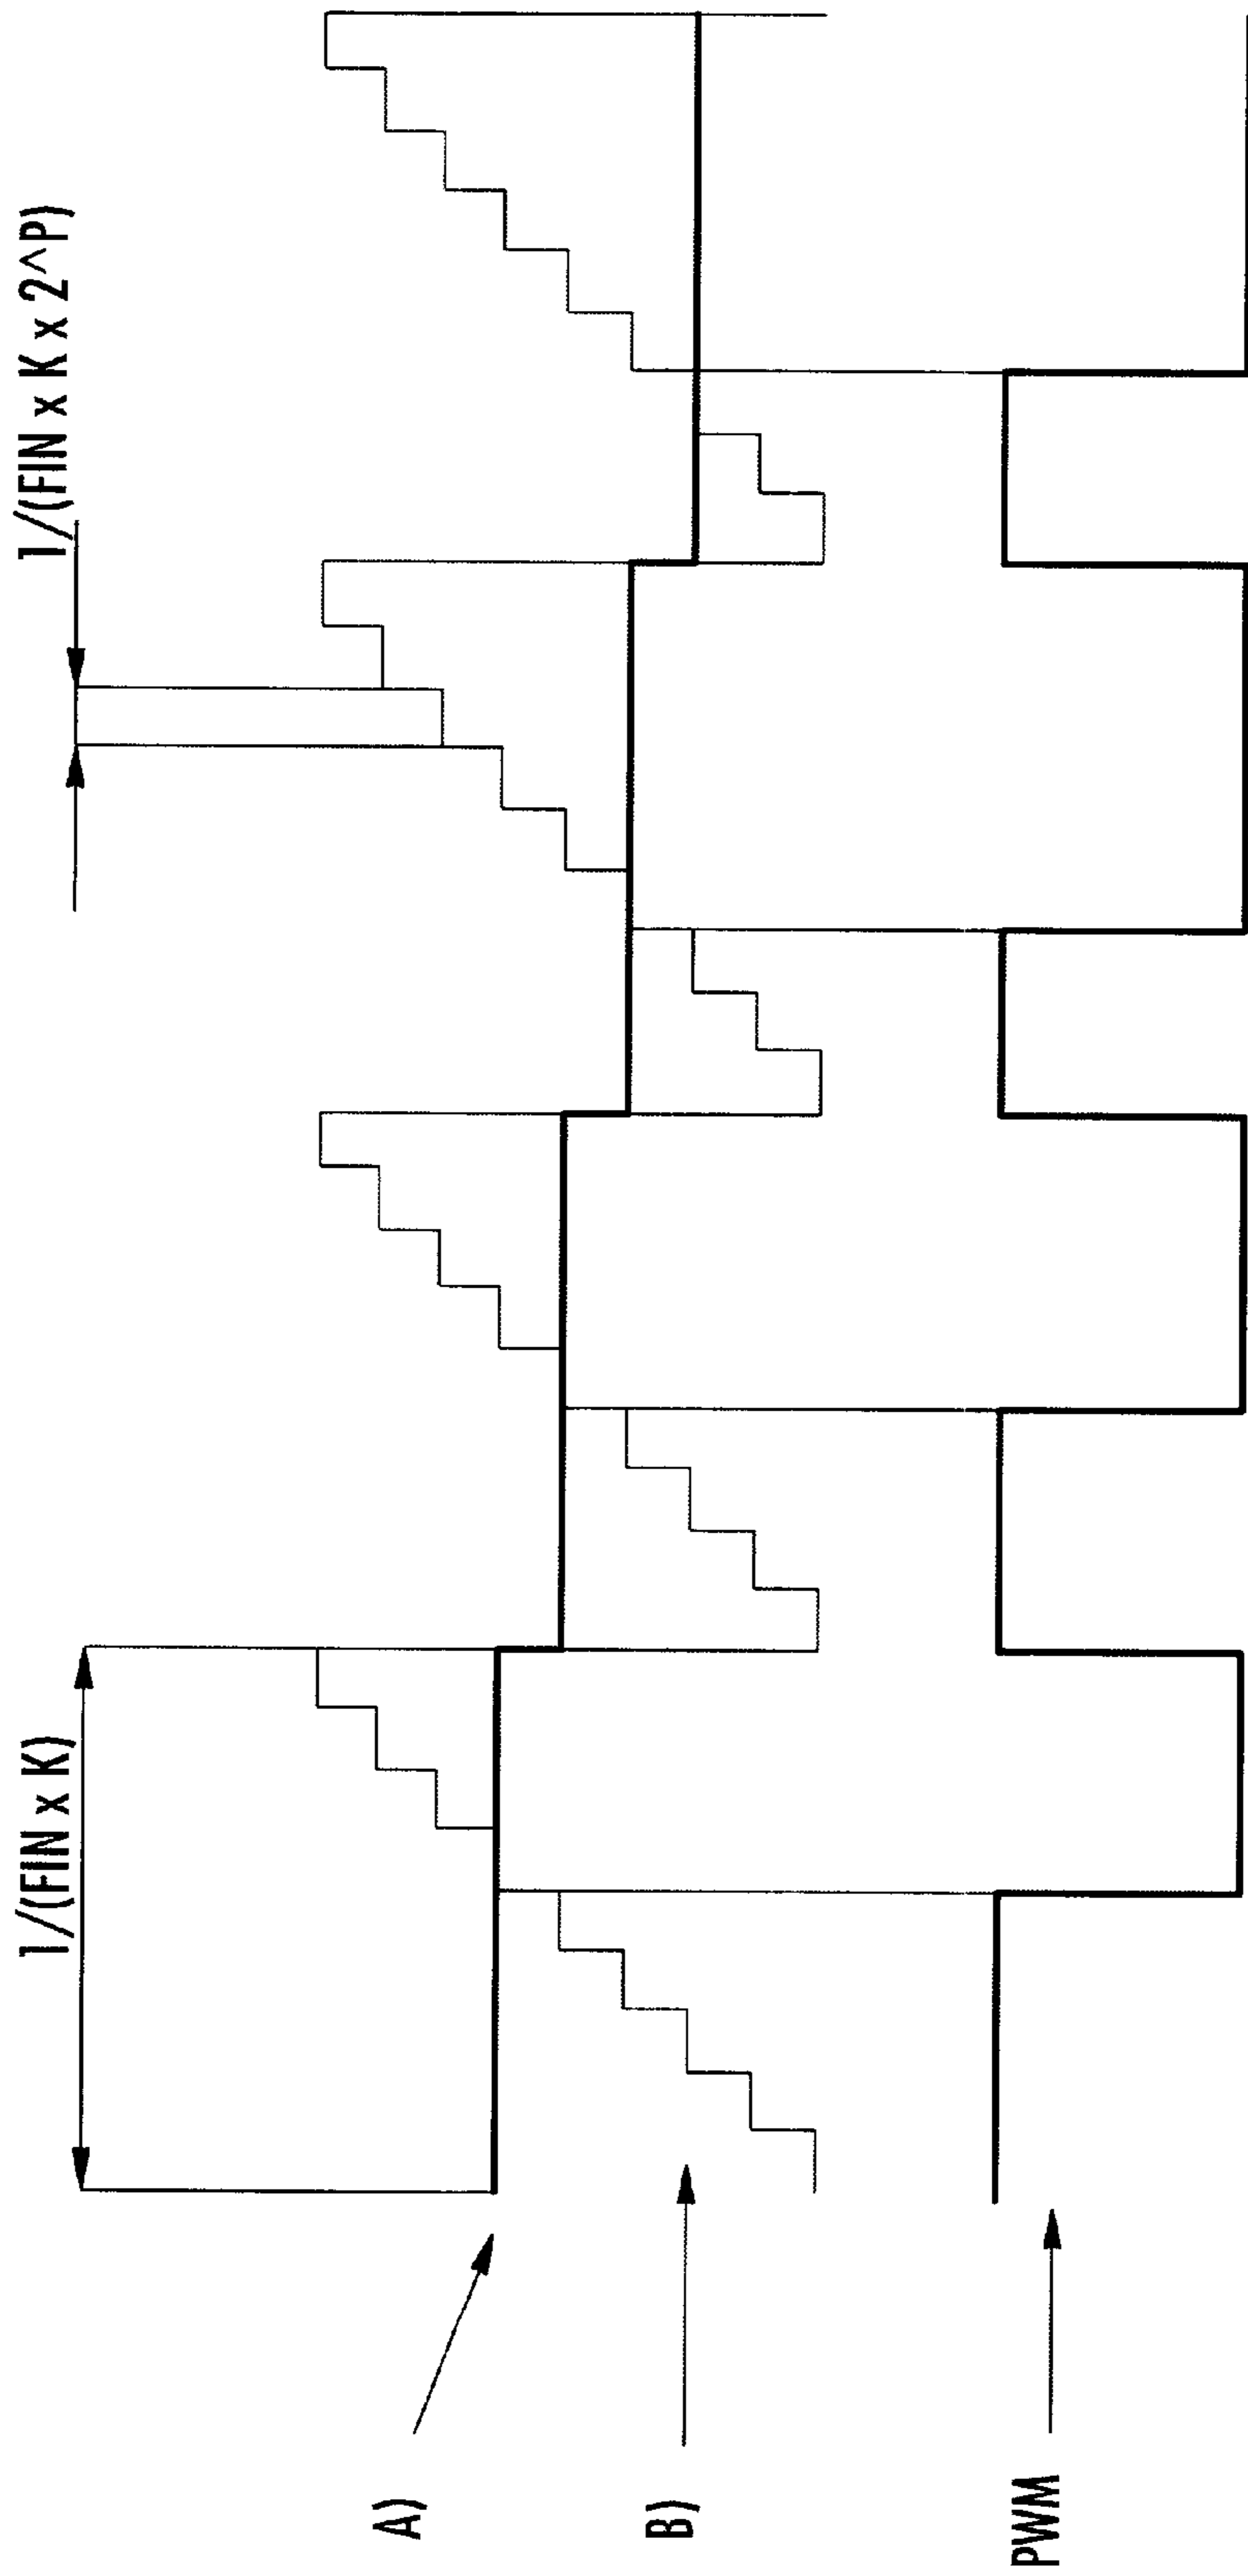 1/(FIN x K)
1/(FIN x K x 2^P)
A)
B)
PWM